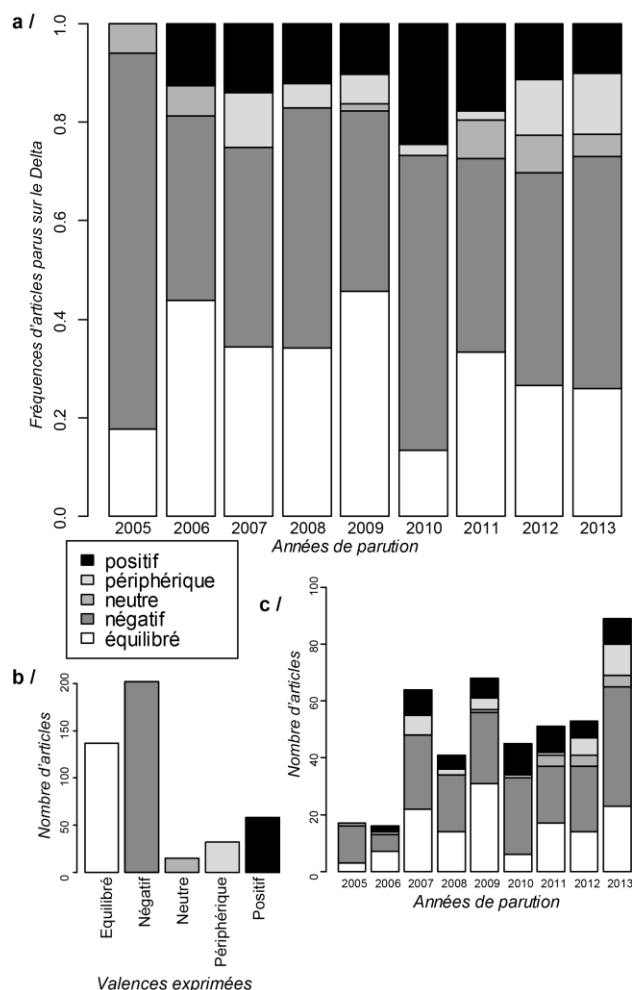 a /
Fréquences d'articles parus sur le Delta
1.0
0.8
0.6
0.4
0.2
0.0
2005 2006 2007 2008 2009 2010 2011 2012 2013
Années de parution
positif
périphérique
neutre
négatif
équilibré
b /
Nombre d'articles
200
150
100
50
0
Equilibré
Négatif
Neutre
Périphérique
Positif
Valences exprimées
c /
Nombre d'articles
100
80
60
40
20
0
2005 2006 2007 2008 2009 2010 2011 2012 2013
Années de parution